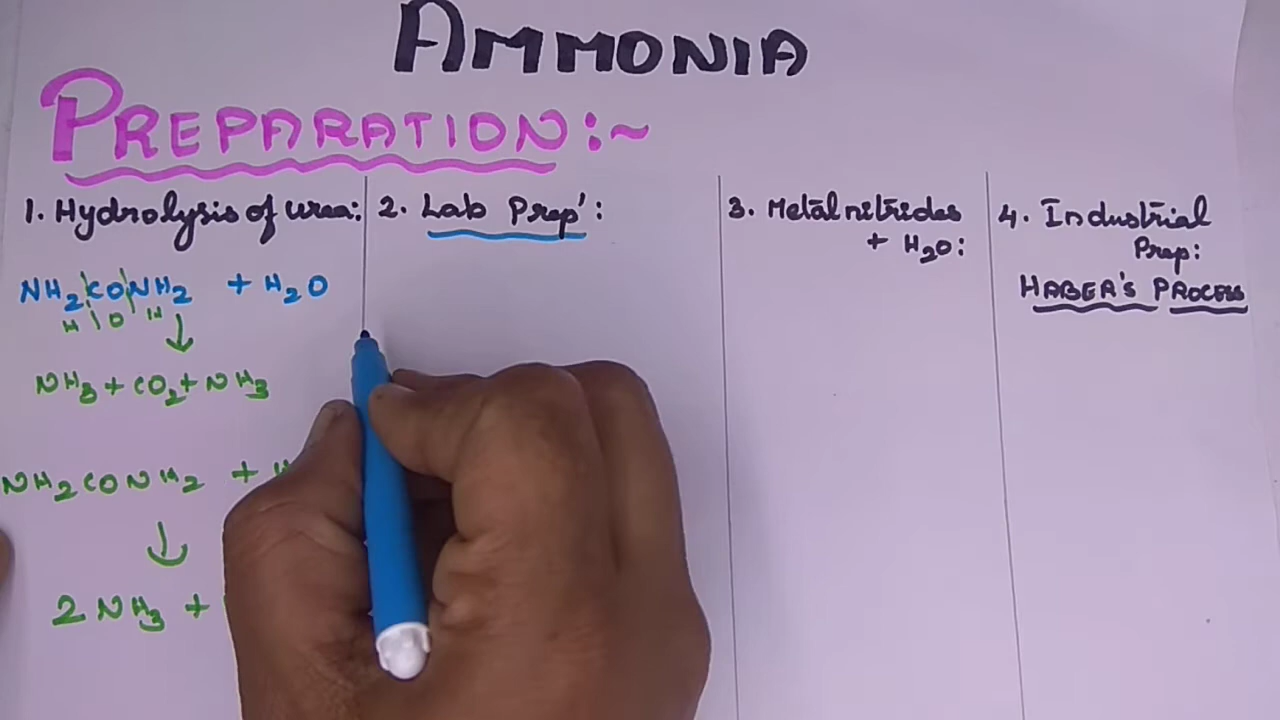 AMMONIA
PREPARATION:~
1. Hydrolysis of urea:
NH2CONH2 + H2O
H O H
↓
NH3 + CO2 + NH3
NH2CONH2 + H
↓
2NH3 +
2. Lab Prep':
3. Metal nitrides
+ H2O:
4. Industrial
Prep:
HABER'S PROCESS